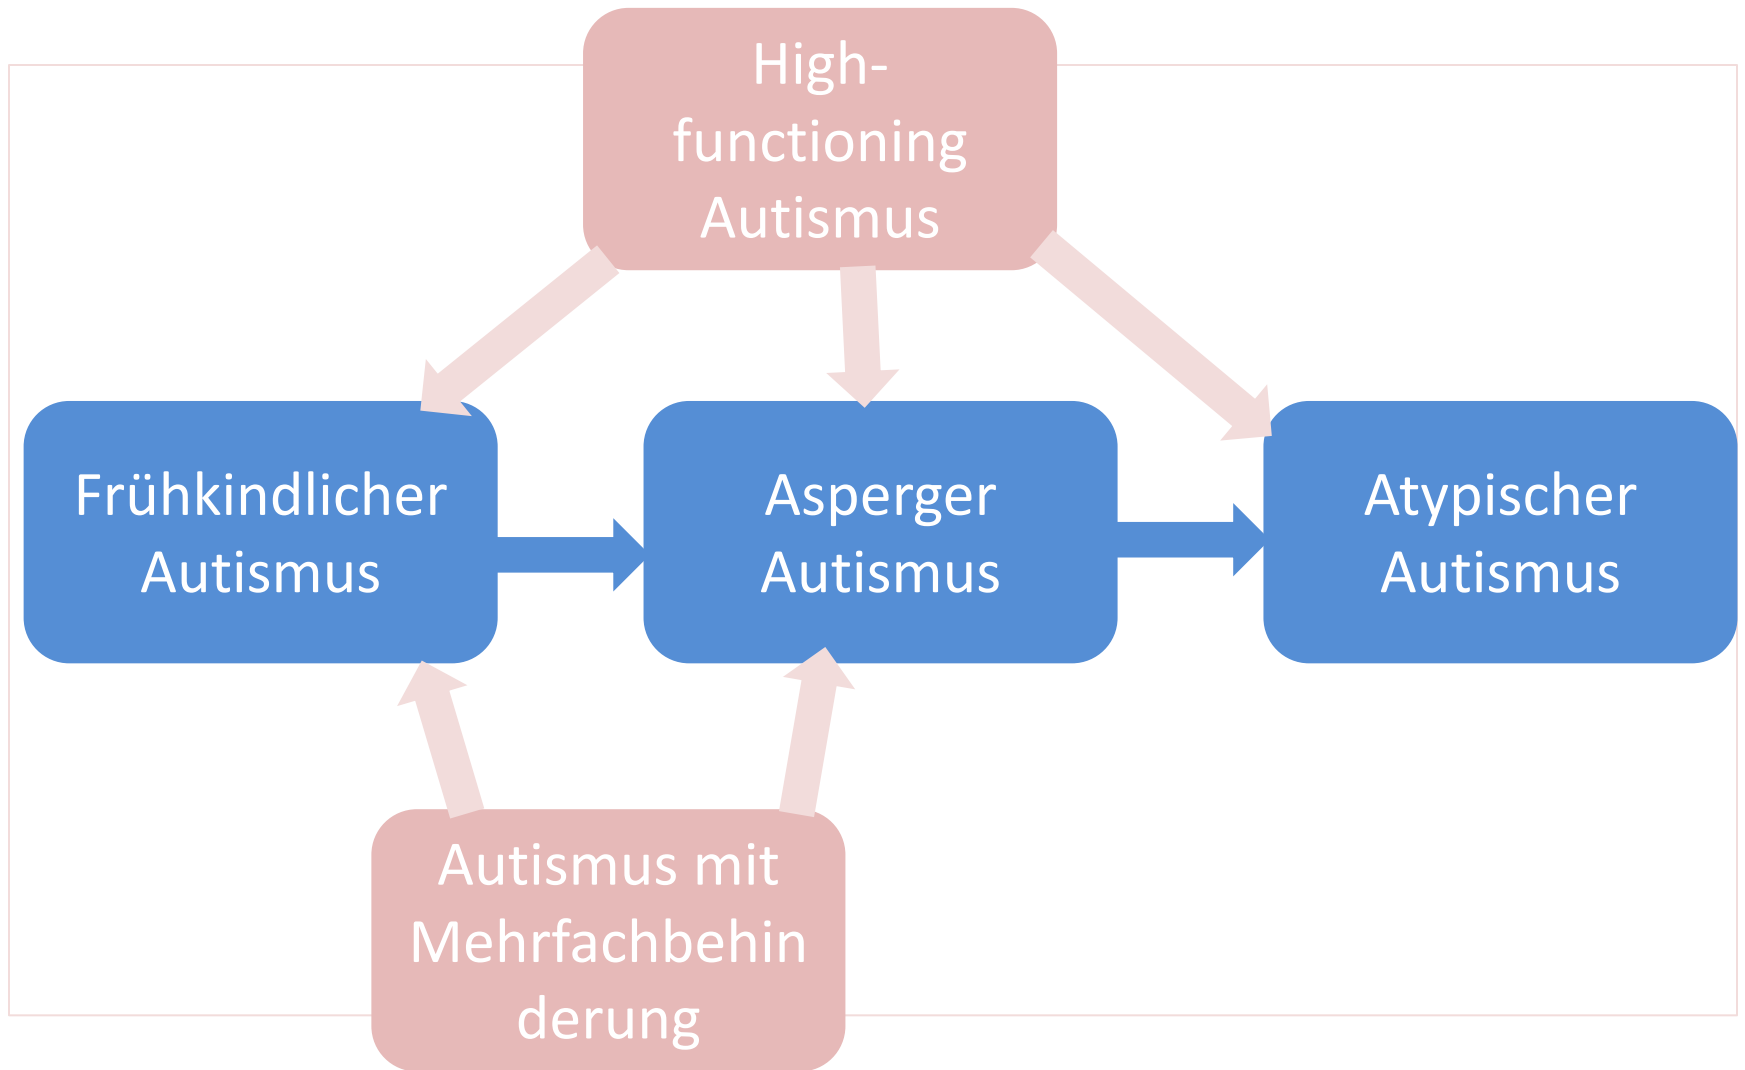 High-
functioning
Autismus
Frühkindlicher
Autismus
Asperger
Autismus
Atypischer
Autismus
Autismus mit
Mehrfachbehin
derung